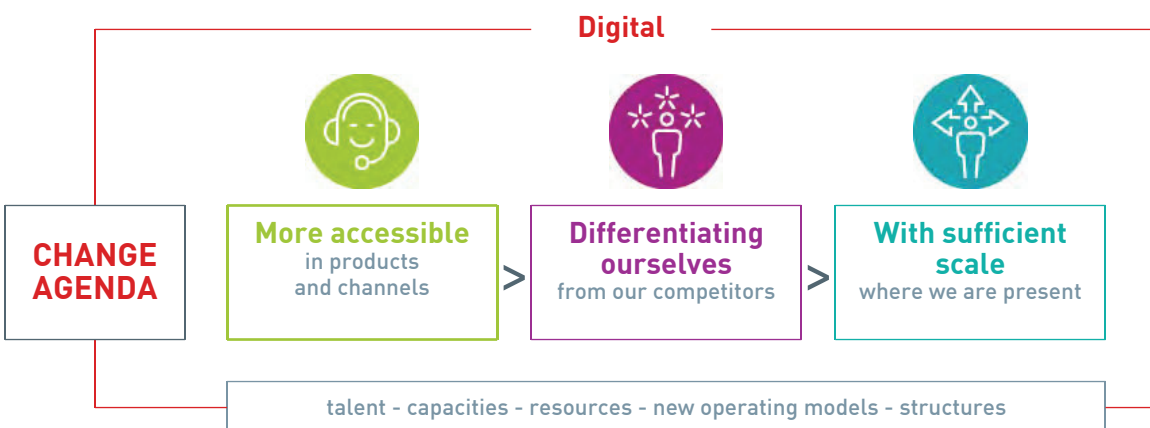 Digital
CHANGE
AGENDA
More accessible
in products
and channels
>
Differentiating
ourselves
from our competitors
>
With sufficient
scale
where we are present
talent - capacities - resources - new operating models - structures